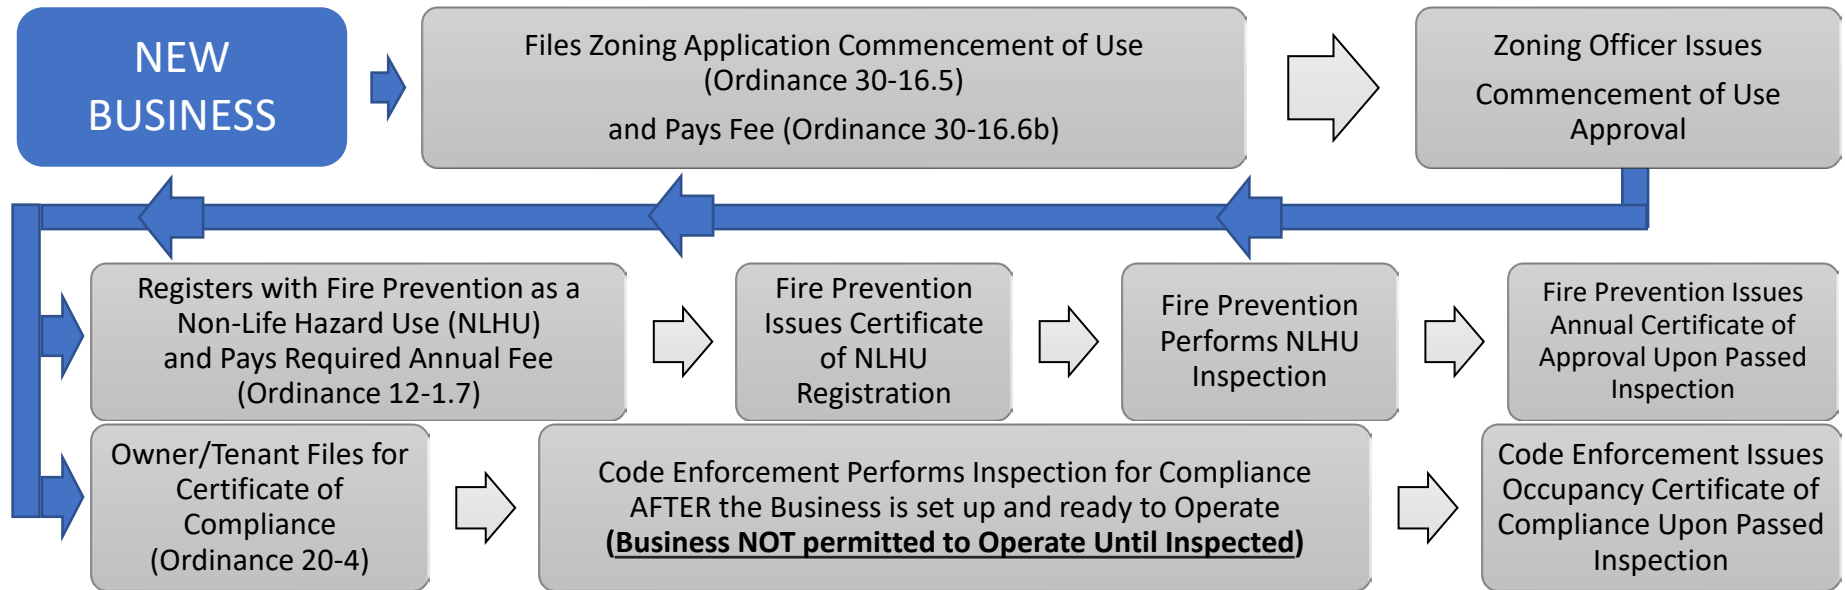 NEW
BUSINESS
Files Zoning Application Commencement of Use
(Ordinance 30-16.5)
and Pays Fee (Ordinance 30-16.6b)
Zoning Officer Issues
Commencement of Use
Approval
Registers with Fire Prevention as a
Non-Life Hazard Use (NLHU)
and Pays Required Annual Fee
(Ordinance 12-1.7)
Fire Prevention
Issues Certificate
of NLHU
Registration
Fire Prevention
Performs NLHU
Inspection
Fire Prevention Issues
Annual Certificate of
Approval Upon Passed
Inspection
Owner/Tenant Files for
Certificate of
Compliance
(Ordinance 20-4)
Code Enforcement Performs Inspection for Compliance
AFTER the Business is set up and ready to Operate
(Business NOT permitted to Operate Until Inspected)
Code Enforcement Issues
Occupancy Certificate of
Compliance Upon Passed
Inspection